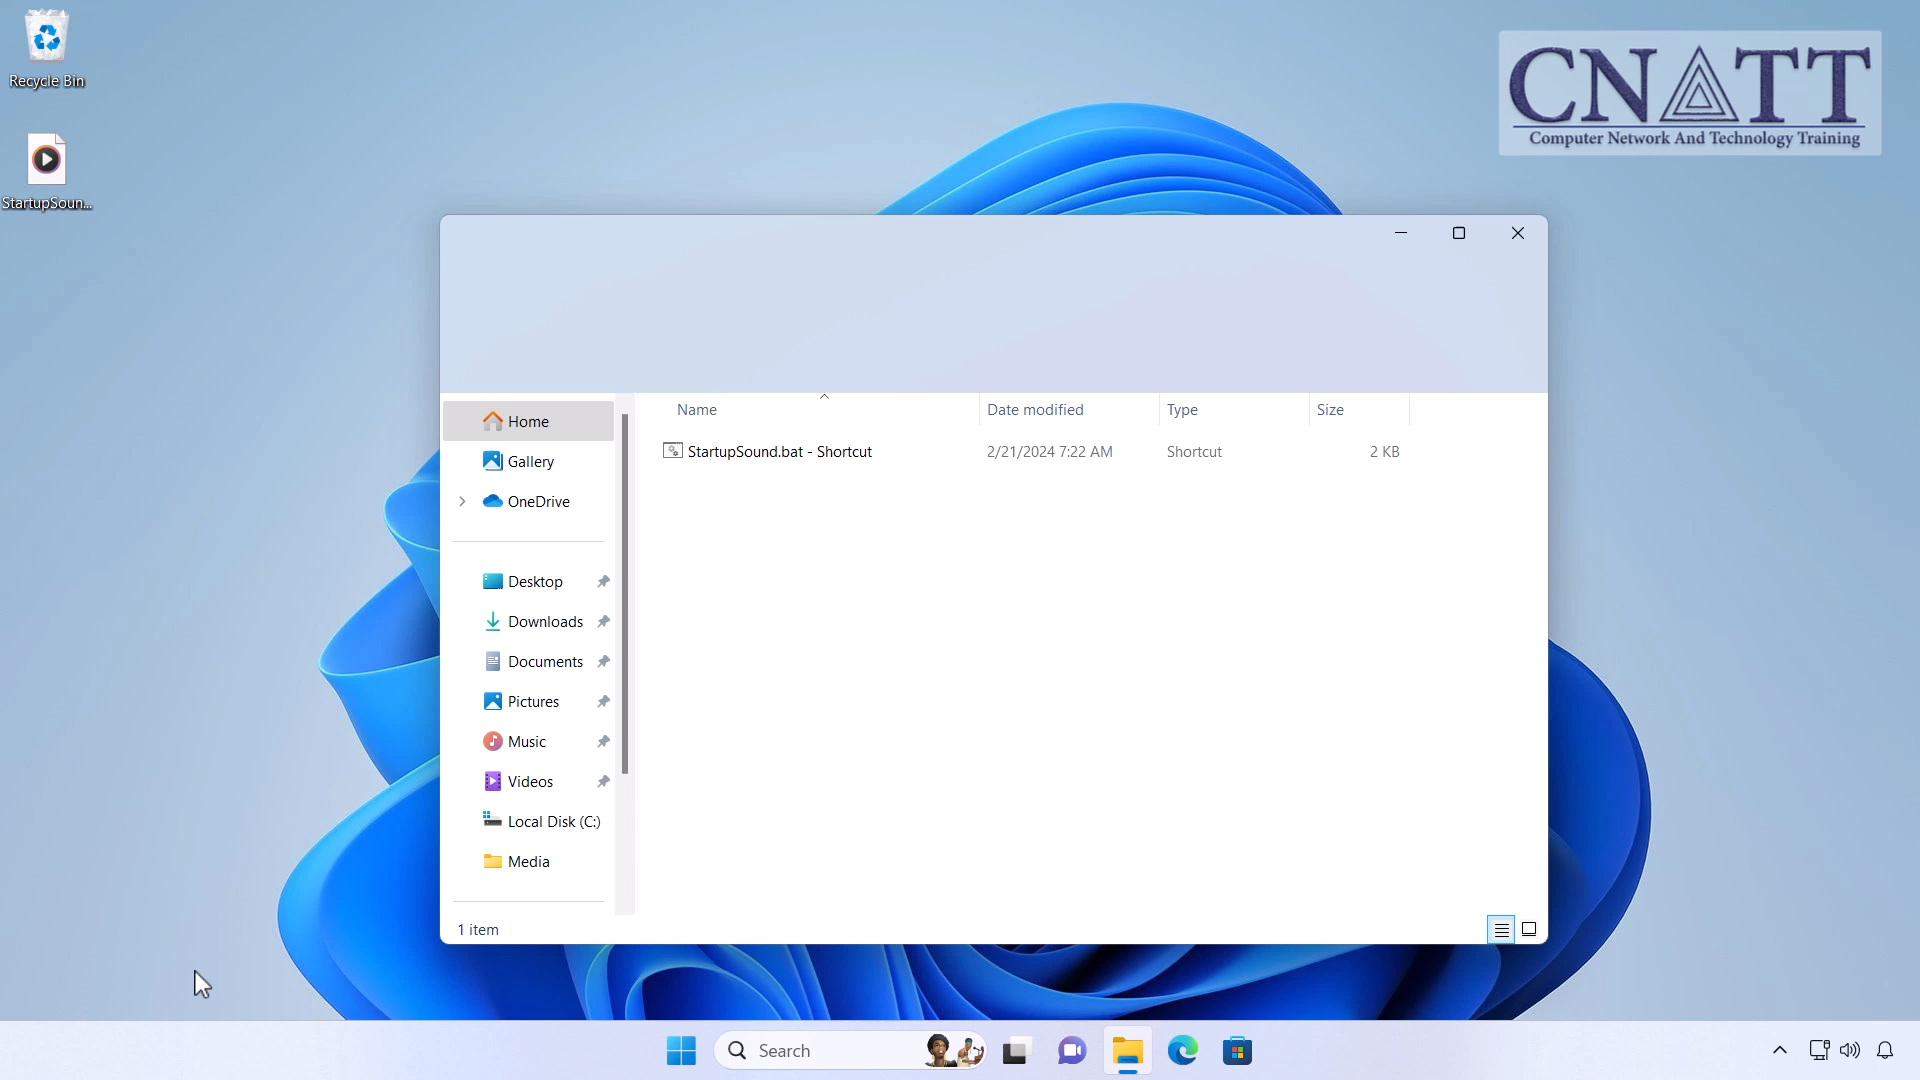 Recycle Bin
StartupSoun...
CNATT
Computer Network And Technology Training
Name
Date modified
Type
Size
StartupSound.bat - Shortcut
2/21/2024 7:22 AM
Shortcut
2 KB
Home
Gallery
OneDrive
Desktop
Downloads
Documents
Pictures
Music
Videos
Local Disk (C:)
Media
1 item
Search